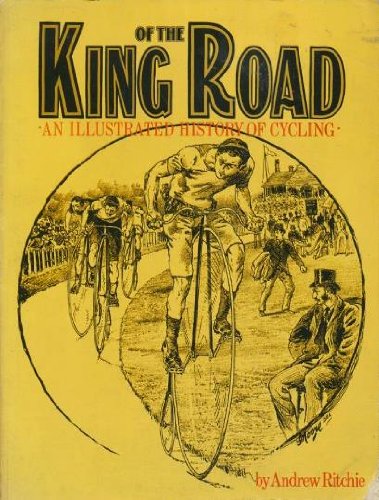 KING OF THE ROAD
·AN ILLUSTRATED HISTORY OF CYCLING·
by Andrew Ritchie